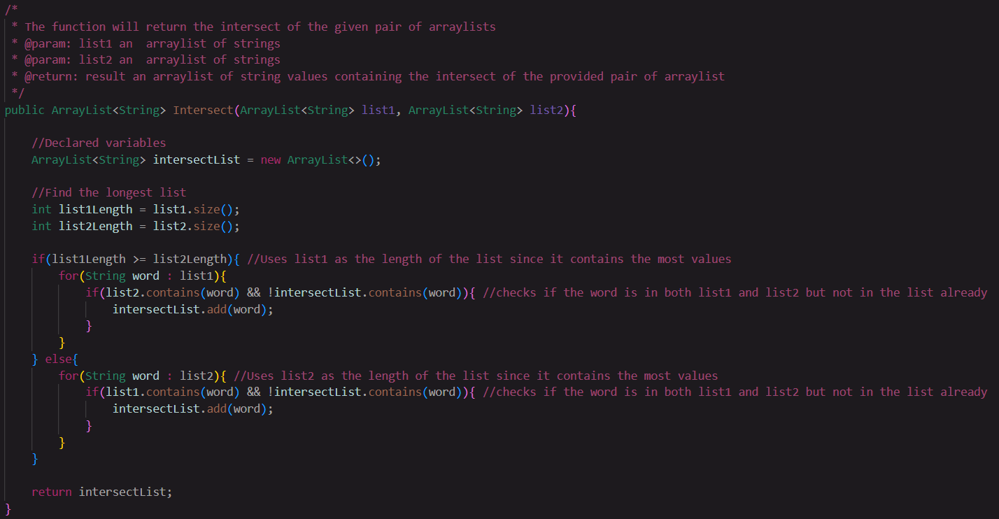 /*
 * The function will return the intersect of the given pair of arraylists
 * @param: list1 an  arraylist of strings
 * @param: list2 an  arraylist of strings
 * @return: result an arraylist of string values containing the intersect of the provided pair of arraylist
 */
public ArrayList<String> Intersect(ArrayList<String> list1, ArrayList<String> list2){

    //Declared variables
    ArrayList<String> intersectList = new ArrayList<>();

    //Find the longest list
    int list1Length = list1.size();
    int list2Length = list2.size();

    if(list1Length >= list2Length){ //Uses list1 as the length of the list since it contains the most values
        for(String word : list1){
            if(list2.contains(word) && !intersectList.contains(word)){ //checks if the word is in both list1 and list2 but not in the list already
                intersectList.add(word);
            }
        }
    } else{
        for(String word : list2){ //Uses list2 as the length of the list since it contains the most values
            if(list1.contains(word) && !intersectList.contains(word)){ //checks if the word is in both list1 and list2 but not in the list already
                intersectList.add(word);
            }
        }
    }

    return intersectList;
}